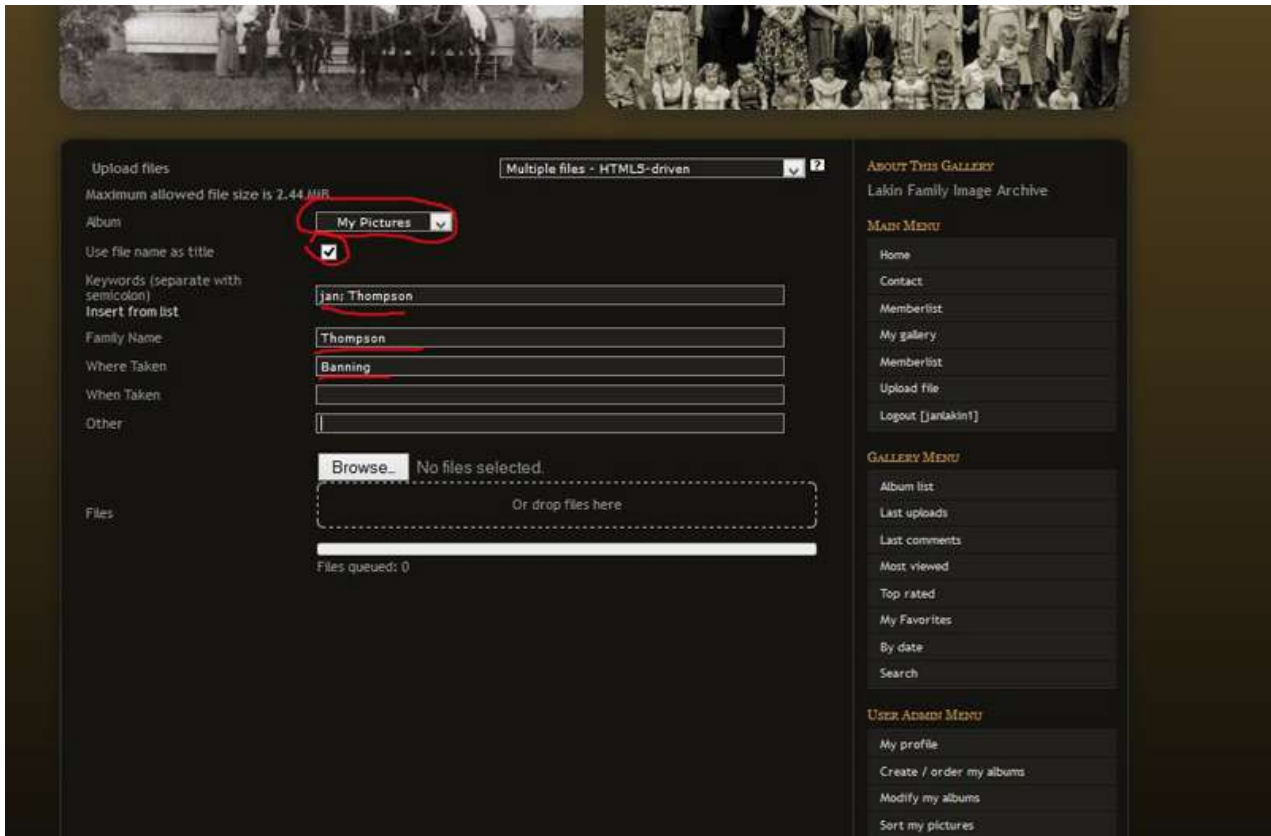 Upload files
Multiple files - HTML5-driven
?
Maximum allowed file size is 2.44 MiB
Album
My Pictures
Use file name as title
Keywords (separate with
semicolon)
Insert from list
jan; Thompson
Family Name
Thompson
Where Taken
Banning
When Taken
Other
Browse... No files selected.
Files
Or drop files here
Files queued: 0
About This Gallery
Lakin Family Image Archive
Main Menu
Home
Contact
Memberlist
My gallery
Memberlist
Upload file
Logout [janlakin1]
Gallery Menu
Album list
Last uploads
Last comments
Most viewed
Top rated
My Favorites
By date
Search
User Admin Menu
My profile
Create / order my albums
Modify my albums
Sort my pictures